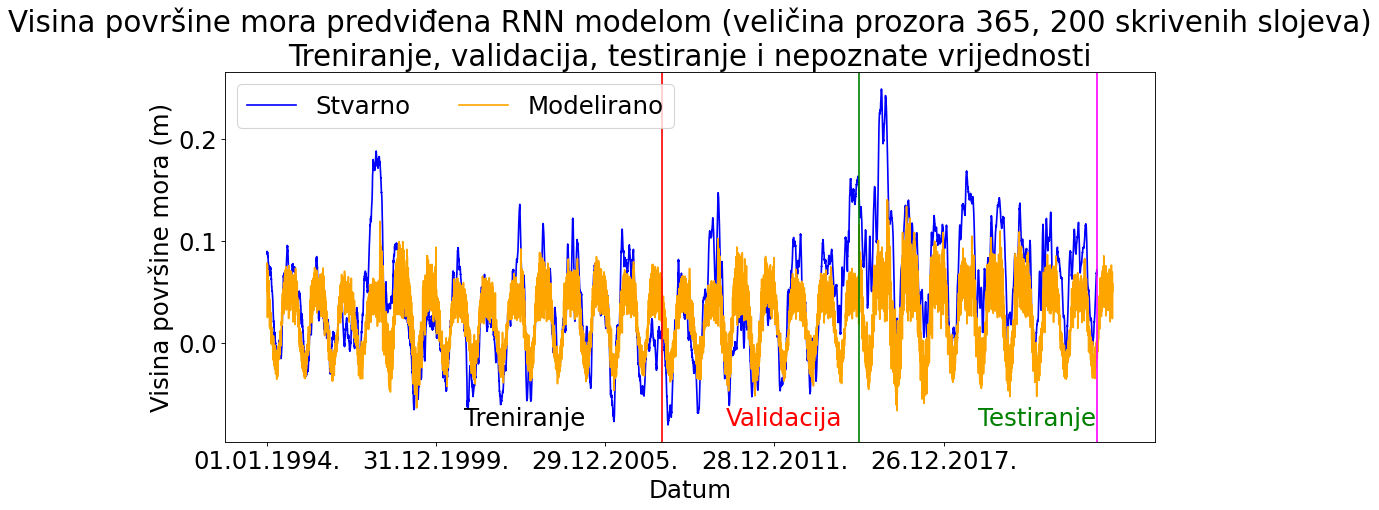 Visina površine mora predviđena RNN modelom (veličina prozora 365, 200 skrivenih slojeva)
Treniranje, validacija, testiranje i nepoznate vrijednosti
Stvarno Modelirano
Visina površine mora (m)
0.2
0.1
0.0
Treniranje Validacija Testiranje
01.01.1994. 31.12.1999. 29.12.2005. 28.12.2011. 26.12.2017.
Datum